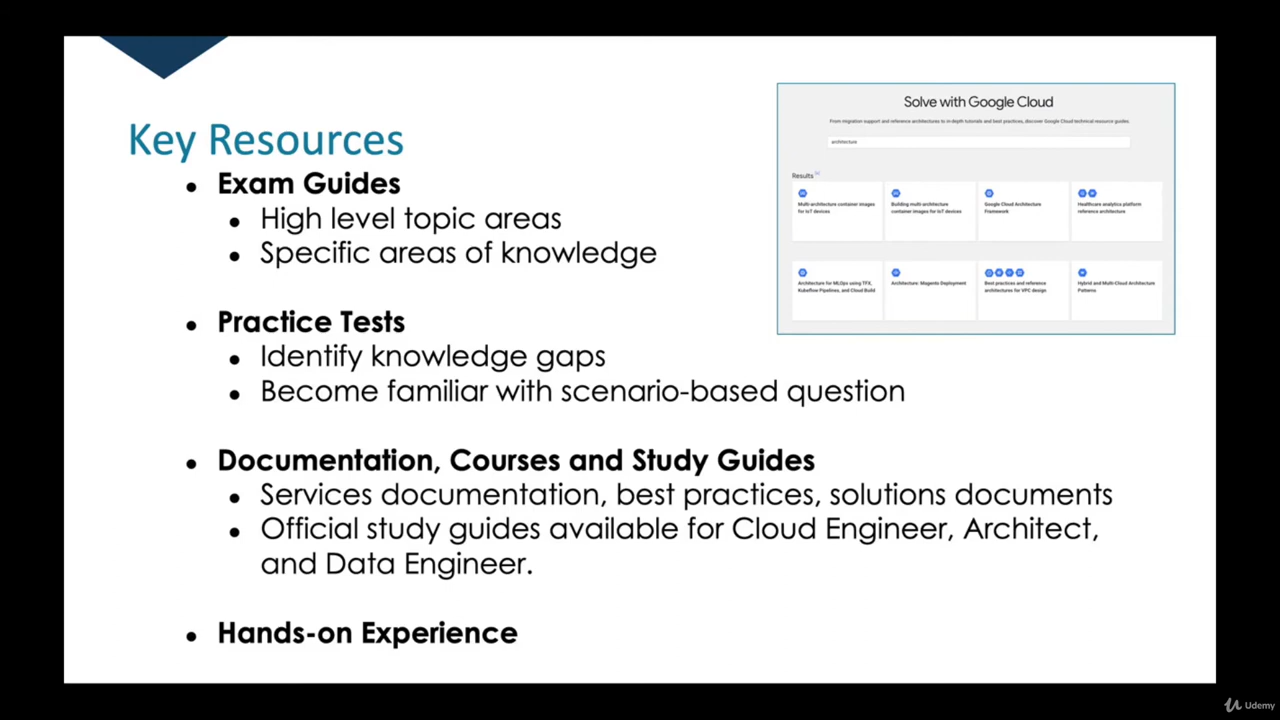 Key Resources
Exam Guides
High level topic areas
Specific areas of knowledge
Practice Tests
Identify knowledge gaps
Become familiar with scenario-based question
Documentation, Courses and Study Guides
Services documentation, best practices, solutions documents
Official study guides available for Cloud Engineer, Architect,
and Data Engineer.
Hands-on Experience
Solve with Google Cloud
From migration support and reference architectures to in-depth tutorials and best practices, discover Google Cloud technical resource guides.
architecture
Results
Multi-architecture container images
for IoT devices
Building multi-architecture
container images for IoT devices
Google Cloud Architecture
Framework
Healthcare analytics platform
reference architecture
Architecture for MLOps using TFX,
Kubeflow Pipelines, and Cloud Build
Architecture: Magento Deployment
Best practices and reference
architectures for VPC design
Hybrid and Multi-Cloud Architecture
Patterns
Udemy